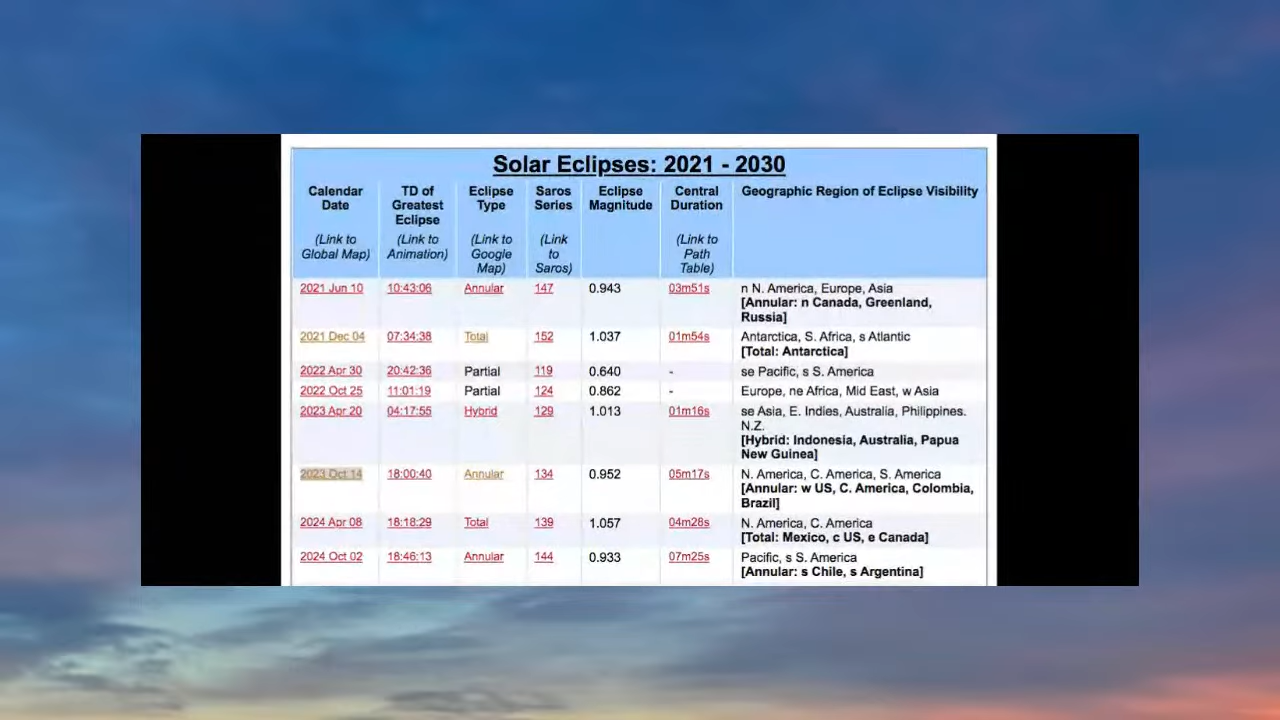 Solar Eclipses: 2021 - 2030
Calendar Date TD of Greatest Eclipse Eclipse Type Saros Series Eclipse Magnitude Central Duration Geographic Region of Eclipse Visibility
(Link to Global Map) (Link to Animation) (Link to Google Map) (Link to Saros) (Link to Path Table)
2021 Jun 10 10:43:06 Annular 147 0.943 03m51s n N. America, Europe, Asia
[Annular: n Canada, Greenland,
Russia]
2021 Dec 04 07:34:38 Total 152 1.037 01m54s Antarctica, S. Africa, s Atlantic
[Total: Antarctica]
2022 Apr 30 20:42:36 Partial 119 0.640 - se Pacific, s S. America
2022 Oct 25 11:01:19 Partial 124 0.862 - Europe, ne Africa, Mid East, w Asia
2023 Apr 20 04:17:55 Hybrid 129 1.013 01m16s se Asia, E. Indies, Australia, Philippines.
N.Z.
[Hybrid: Indonesia, Australia, Papua
New Guinea]
2023 Oct 14 18:00:40 Annular 134 0.952 05m17s N. America, C. America, S. America
[Annular: w US, C. America, Colombia,
Brazil]
2024 Apr 08 18:18:29 Total 139 1.057 04m28s N. America, C. America
[Total: Mexico, c US, e Canada]
2024 Oct 02 18:46:13 Annular 144 0.933 07m25s Pacific, s S. America
[Annular: s Chile, s Argentina]